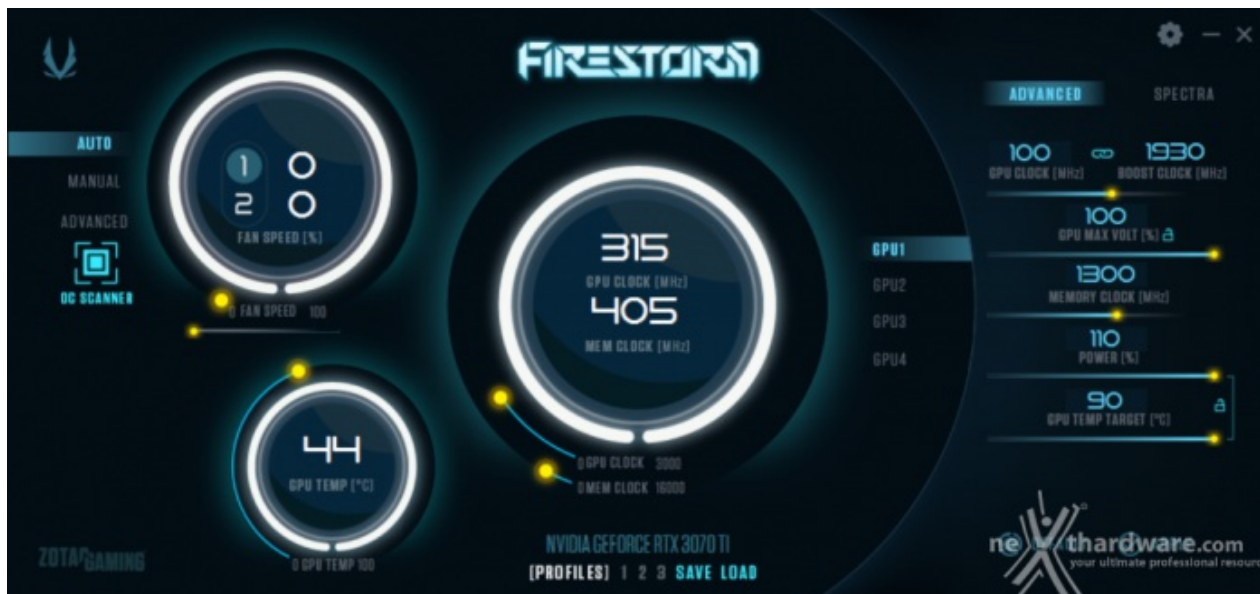 FIRESTORM
AUTO
MANUAL
ADVANCED
OC SCANNER
1 0
2 0
FAN SPEED [%]
0 FAN SPEED 100
44
GPU TEMP [°C]
0 GPU TEMP 100
315
GPU CLOCK [MHz]
405
MEM CLOCK [MHz]
0 GPU CLOCK 3000
0 MEM CLOCK 16000
GPU1
GPU2
GPU3
GPU4
ADVANCED SPECTRA
100 1930
GPU CLOCK [MHz] BOOST CLOCK [MHz]
100
GPU MAX VOLT [%]
1300
MEMORY CLOCK [MHz]
110
POWER [%]
90
GPU TEMP TARGET [°C]
ZOTAC GAMING
NVIDIA GEFORCE RTX 3070 TI
[PROFILES] 1 2 3 SAVE LOAD
nexthardware.com
your ultimate professional resource